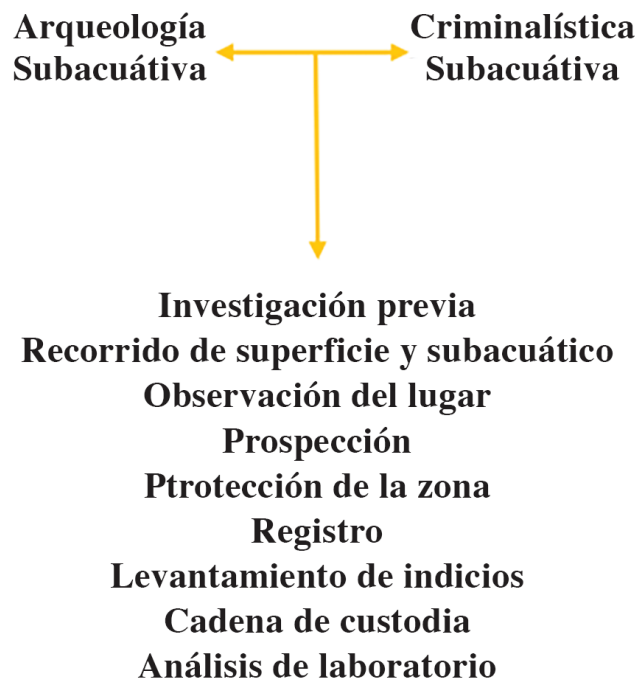 Arqueología
Subacuátiva
Criminalística
Subacuátiva
Investigación previa
Recorrido de superficie y subacuático
Observación del lugar
Prospección
Ptrotección de la zona
Registro
Levantamiento de indicios
Cadena de custodia
Análisis de laboratorio